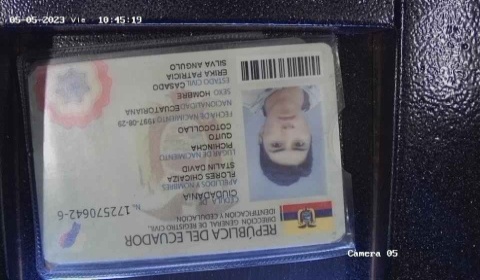 05-05-2023 Vie 10:45:19
REPÚBLICA DEL ECUADOR
DIRECCIÓN GENERAL DE REGISTRO CIVIL,
IDENTIFICACIÓN Y CEDULACIÓN
CÉDULA DE
CIUDADANÍA
No. 172570642-6
APELLIDOS Y NOMBRES
FLORES CHICAIZA
STALIN DAVID
LUGAR DE NACIMIENTO
PICHINCHA
QUITO
COTOCOLLAO
FECHA DE NACIMIENTO 1997-08-29
NACIONALIDAD ECUATORIANA
SEXO HOMBRE
ESTADO CIVIL CASADO
ERIKA PATRICIA
SILVA ANGULO
Camera 05